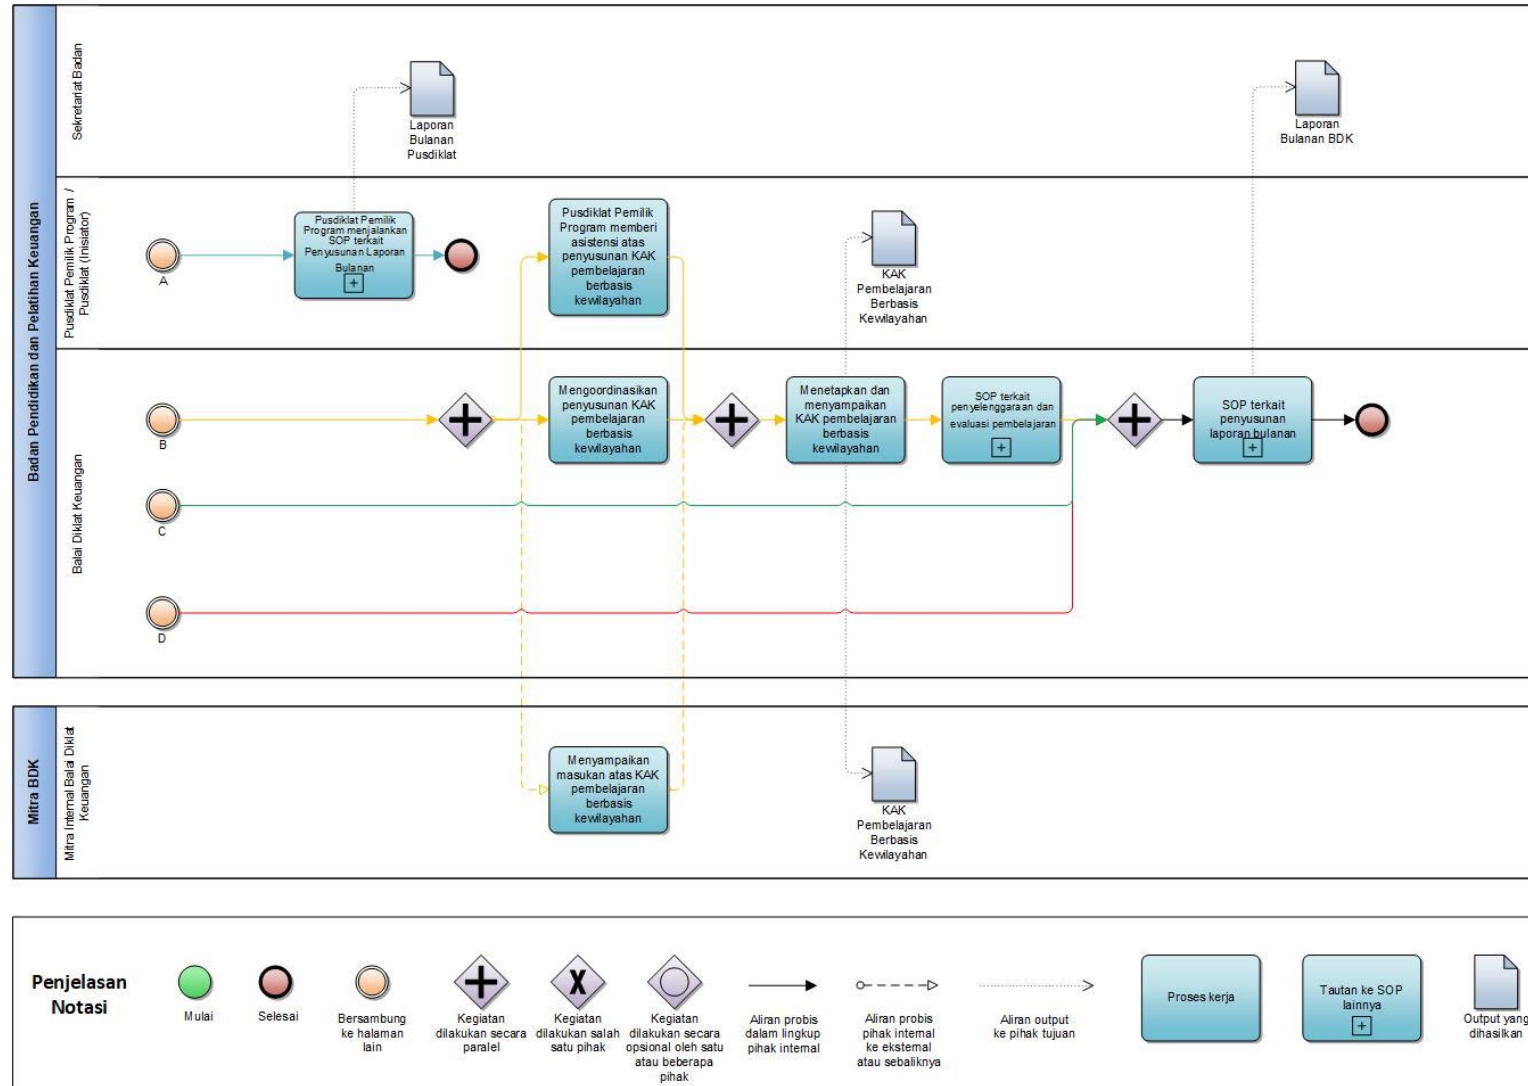 Badan Pendidikan dan Pelatihan Keuangan
Sekretariat Badan
Laporan
Bulanan
Pusdiklat
Laporan
Bulanan BDK
Pusdiklat Pemilik Program /
Pusdiklat (Inisiator)
A
Pusdiklat Pemilik
Program menjalankan
SOP terkait
Penyusunan Laporan
Bulanan
Pusdiklat Pemilik
Program memberi
asistensi atas
penyusunan KAK
pembelajaran
berbasis
kewilayahan
KAK
Pembelajaran
Berbasis
Kewilayahan
Balai Diklat Keuangan
B
Mengoordinasikan
penyusunan KAK
pembelajaran
berbasis
kewilayahan
Menetapkan dan
menyampaikan
KAK pembelajaran
berbasis
kewilayahan
SOP terkait
penyelenggaraan dan
evaluasi pembelajaran
SOP terkait
penyusunan
laporan bulanan
C
D
Mitra BDK
Mitra Internal Balai Diklat
Keuangan
Menyampaikan
masukan atas KAK
pembelajaran
berbasis
kewilayahan
KAK
Pembelajaran
Berbasis
Kewilayahan
Penjelasan
Notasi
Mulai
Selesai
Bersambung
ke halaman
lain
Kegiatan
dilakukan secara
paralel
Kegiatan
dilakukan salah
satu pihak
Kegiatan
dilakukan secara
opsional oleh satu
atau beberapa
pihak
Aliran probis
dalam lingkup
pihak internal
Aliran probis
pihak internal
ke eksternal
atau sebaliknya
Aliran output
ke pihak tujuan
Proses kerja
Tautan ke SOP
lainnya
Output yang
dihasilkan